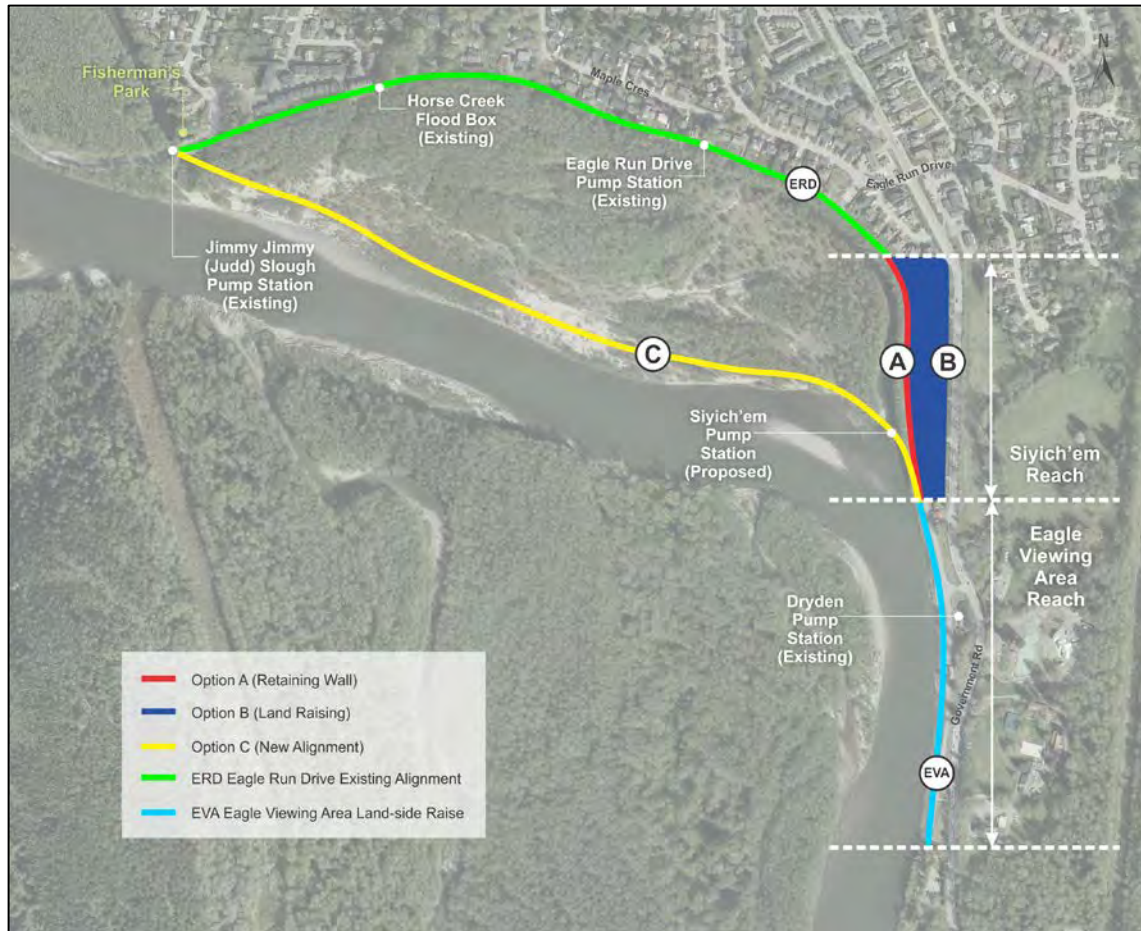 N
Fisherman's
Park
Maple Cres
Horse Creek
Flood Box
(Existing)
Eagle Run Drive
Pump Station
(Existing)
Eagle Run Drive
ERD
Jimmy Jimmy
(Judd) Slough
Pump Station
(Existing)
C
A
B
Siyich'em
Pump
Station
(Proposed)
Siyich'em
Reach
Eagle
Viewing
Area
Reach
Dryden
Pump
Station
(Existing)
Government Rd
EVA
Option A (Retaining Wall)
Option B (Land Raising)
Option C (New Alignment)
ERD Eagle Run Drive Existing Alignment
EVA Eagle Viewing Area Land-side Raise